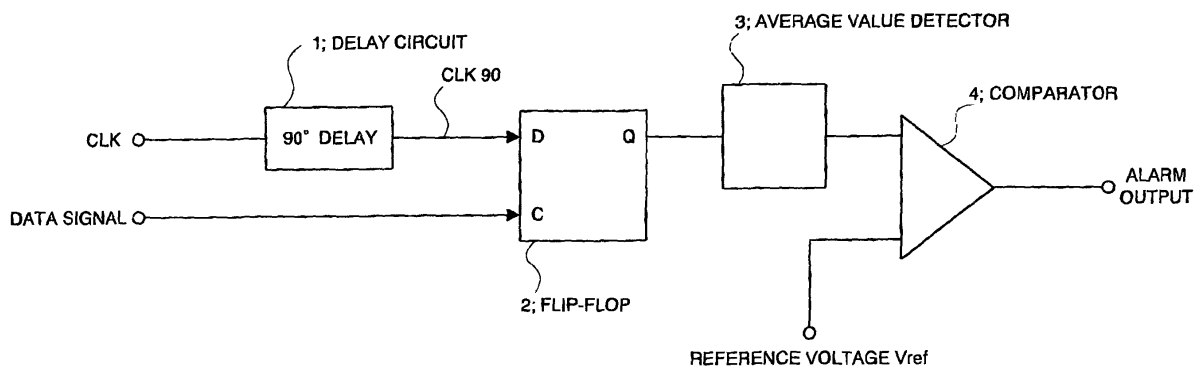 3; AVERAGE VALUE DETECTOR
1; DELAY CIRCUIT
CLK 90
4; COMPARATOR
CLK
90° DELAY
D
Q
ALARM
OUTPUT
DATA SIGNAL
C
2; FLIP-FLOP
REFERENCE VOLTAGE Vref